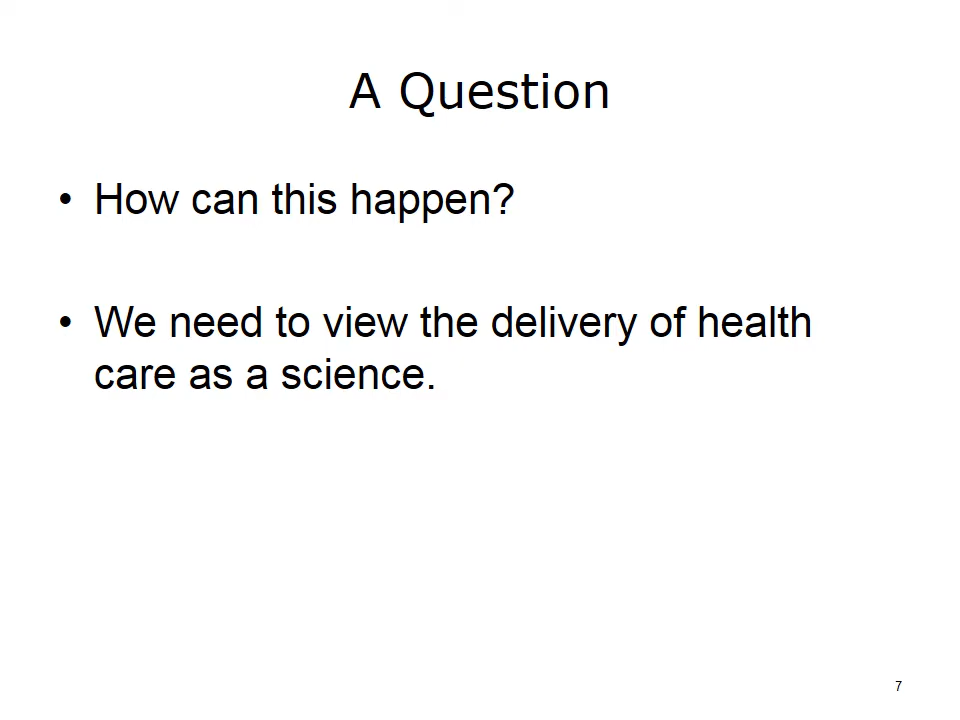 A Question
• How can this happen?
• We need to view the delivery of health
care as a science.
7